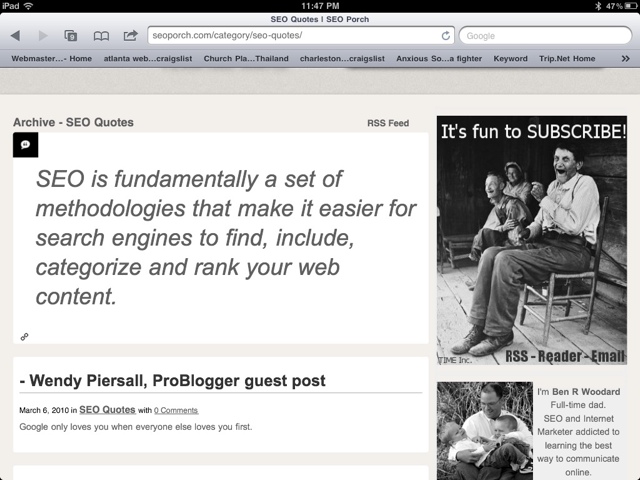 iPad 11:47 PM 47%
SEO Quotes | SEO Porch
seoporch.com/category/seo-quotes/ Google
Webmaster...- Home atlanta web...craigslist Church Pla...Thailand charleston...craigslist Anxious So...a fighter Keyword Trip.Net Home »
Archive - SEO Quotes RSS Feed
SEO is fundamentally a set of
methodologies that make it easier for
search engines to find, include,
categorize and rank your web
content.
- Wendy Piersall, ProBlogger guest post
March 6, 2010 in SEO Quotes with 0 Comments
Google only loves you when everyone else loves you first.
It's fun to SUBSCRIBE!
TIME Inc. RSS - Reader - Email
I'm Ben R Woodard
Full-time dad.
SEO and Internet
Marketer addicted to
learning the best
way to communicate
online.